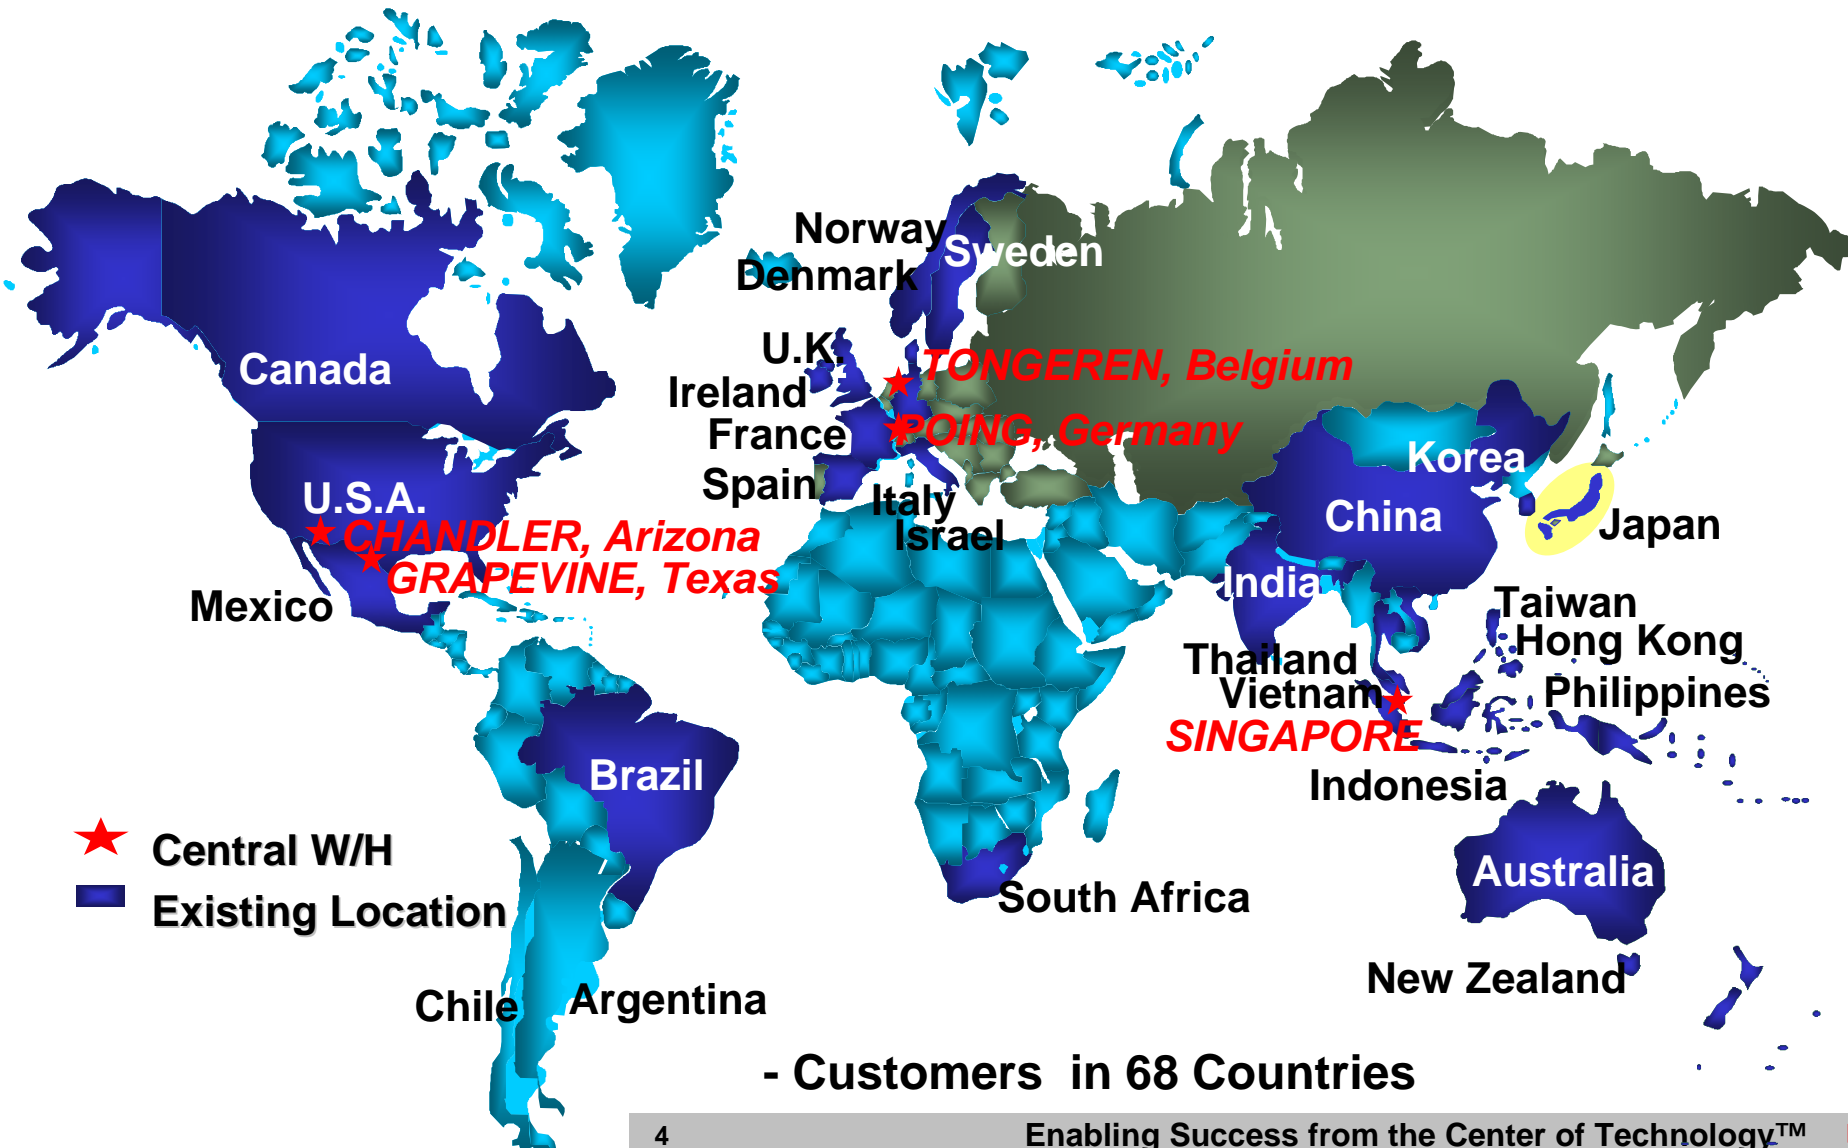 Norway
Sweden
Denmark
U.K.
TONGEREN, Belgium
Canada
Ireland
France
POING, Germany
Korea
Spain
U.S.A.
Italy
China
Japan
CHANDLER, Arizona
Israel
GRAPEVINE, Texas
India
Mexico
Taiwan
Hong Kong
Thailand
Vietnam
Philippines
SINGAPORE
Brazil
Indonesia
Central W/H
Australia
South Africa
Existing Location
New Zealand
Chile
Argentina
- Customers in 68 Countries
4
Enabling Success from the Center of Technology™